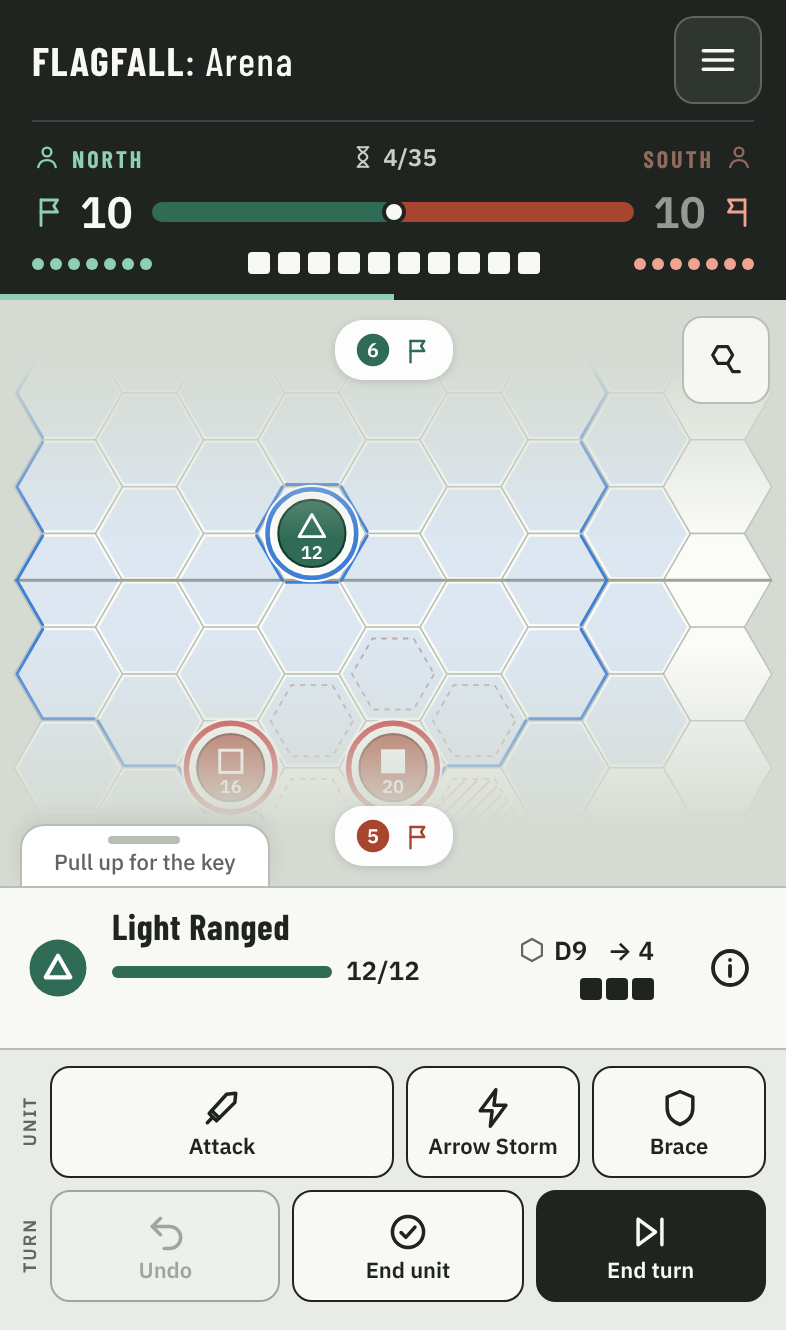 FLAGFALL: Arena
NORTH
4/35
SOUTH
10
10
6
12
16
20
5
Pull up for the key
Light Ranged
12/12
D9 → 4
UNIT
Attack
Arrow Storm
Brace
TURN
Undo
End unit
End turn